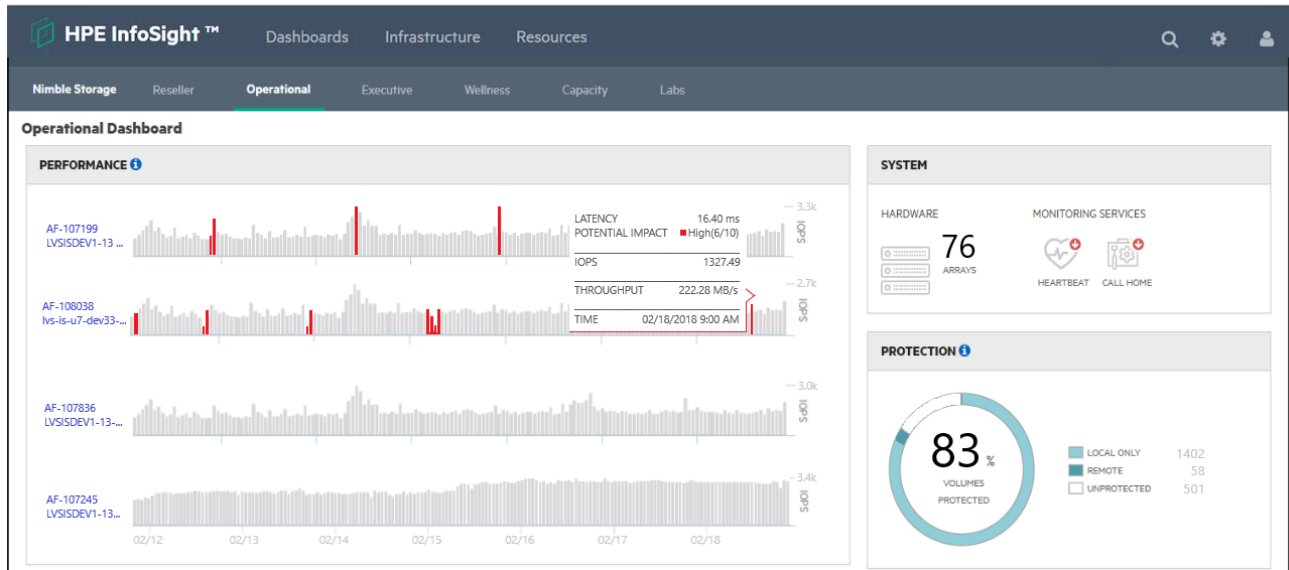 HPE InfoSight ™ Dashboards Infrastructure Resources
Nimble Storage Reseller Operational Executive Wellness Capacity Labs
Operational Dashboard
PERFORMANCE
AF-107199
LVSISDEV1-13 ...
3.3k
IOPS
LATENCY 16.40 ms
POTENTIAL IMPACT High(6/10)
IOPS 1327.49
THROUGHPUT 222.28 MB/s
TIME 02/18/2018 9:00 AM
AF-108038
lvs-is-u7-dev33-...
2.7k
IOPS
AF-107836
LVSISDEV1-13-...
3.0k
IOPS
AF-107245
LVSISDEV1-13...
3.4k
IOPS
02/12 02/13 02/14 02/15 02/16 02/17 02/18
SYSTEM
HARDWARE
76
ARRAYS
MONITORING SERVICES
HEARTBEAT CALL HOME
PROTECTION
83 %
VOLUMES
PROTECTED
LOCAL ONLY 1402
REMOTE 58
UNPROTECTED 501